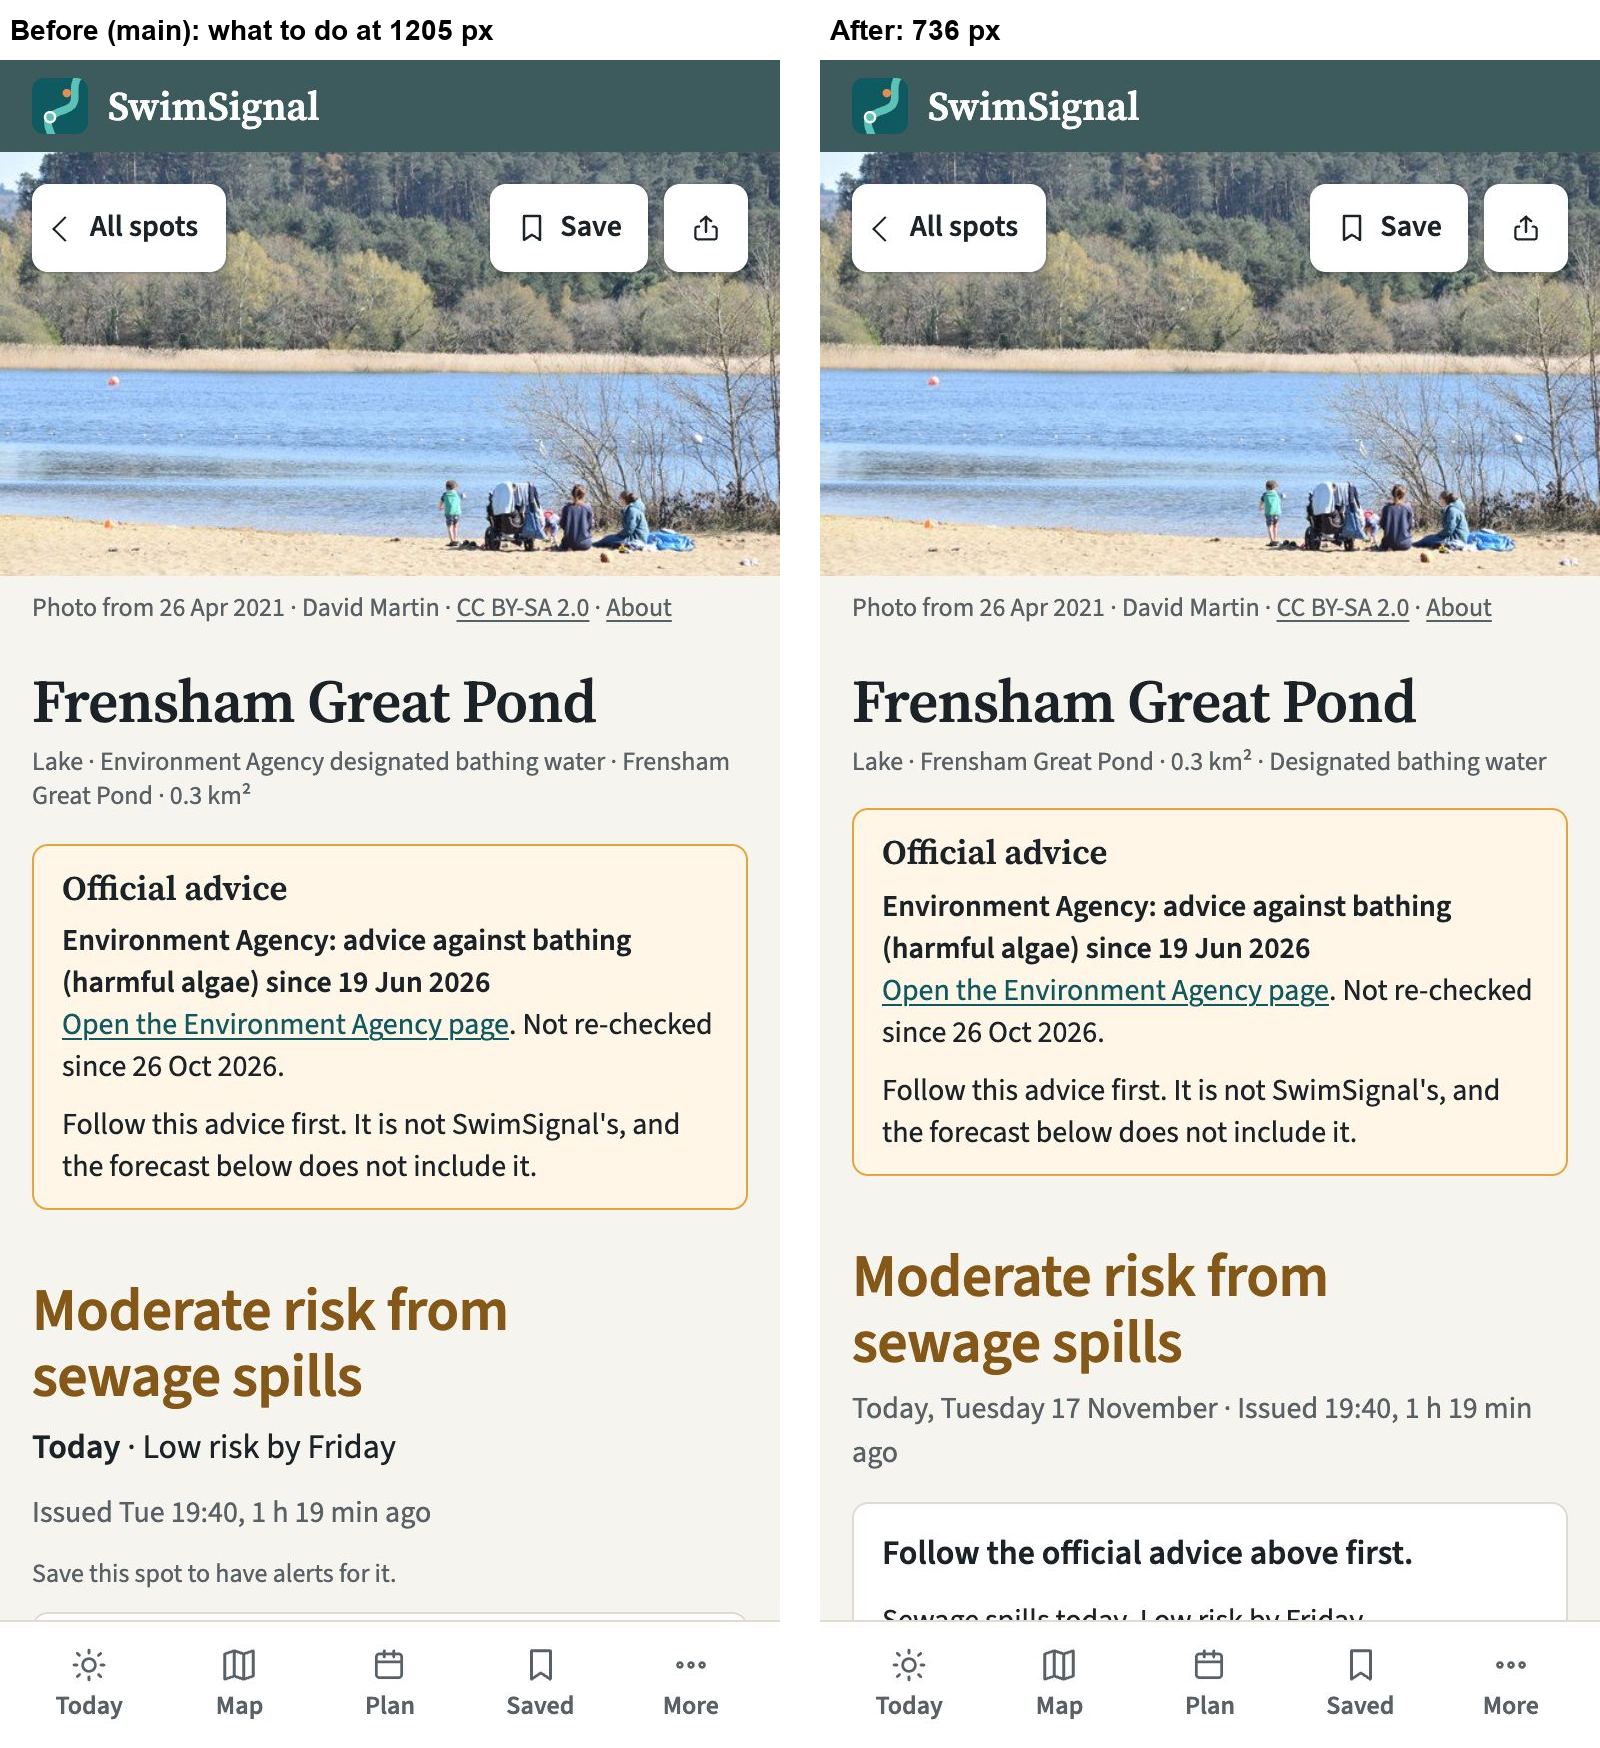 Before (main): what to do at 1205 px
SwimSignal
All spots
Save
Photo from 26 Apr 2021 · David Martin · CC BY-SA 2.0 · About
Frensham Great Pond
Lake · Environment Agency designated bathing water · Frensham
Great Pond · 0.3 km²
Official advice
Environment Agency: advice against bathing
(harmful algae) since 19 Jun 2026
Open the Environment Agency page. Not re-checked
since 26 Oct 2026.
Follow this advice first. It is not SwimSignal's, and
the forecast below does not include it.
Moderate risk from
sewage spills
Today · Low risk by Friday
Issued Tue 19:40, 1 h 19 min ago
Save this spot to have alerts for it.
Today
Map
Plan
Saved
More
After: 736 px
SwimSignal
All spots
Save
Photo from 26 Apr 2021 · David Martin · CC BY-SA 2.0 · About
Frensham Great Pond
Lake · Frensham Great Pond · 0.3 km² · Designated bathing water
Official advice
Environment Agency: advice against bathing
(harmful algae) since 19 Jun 2026
Open the Environment Agency page. Not re-checked
since 26 Oct 2026.
Follow this advice first. It is not SwimSignal's, and
the forecast below does not include it.
Moderate risk from
sewage spills
Today, Tuesday 17 November · Issued 19:40, 1 h 19 min
ago
Follow the official advice above first.
Sewage spills today. Low risk by Friday
Today
Map
Plan
Saved
More